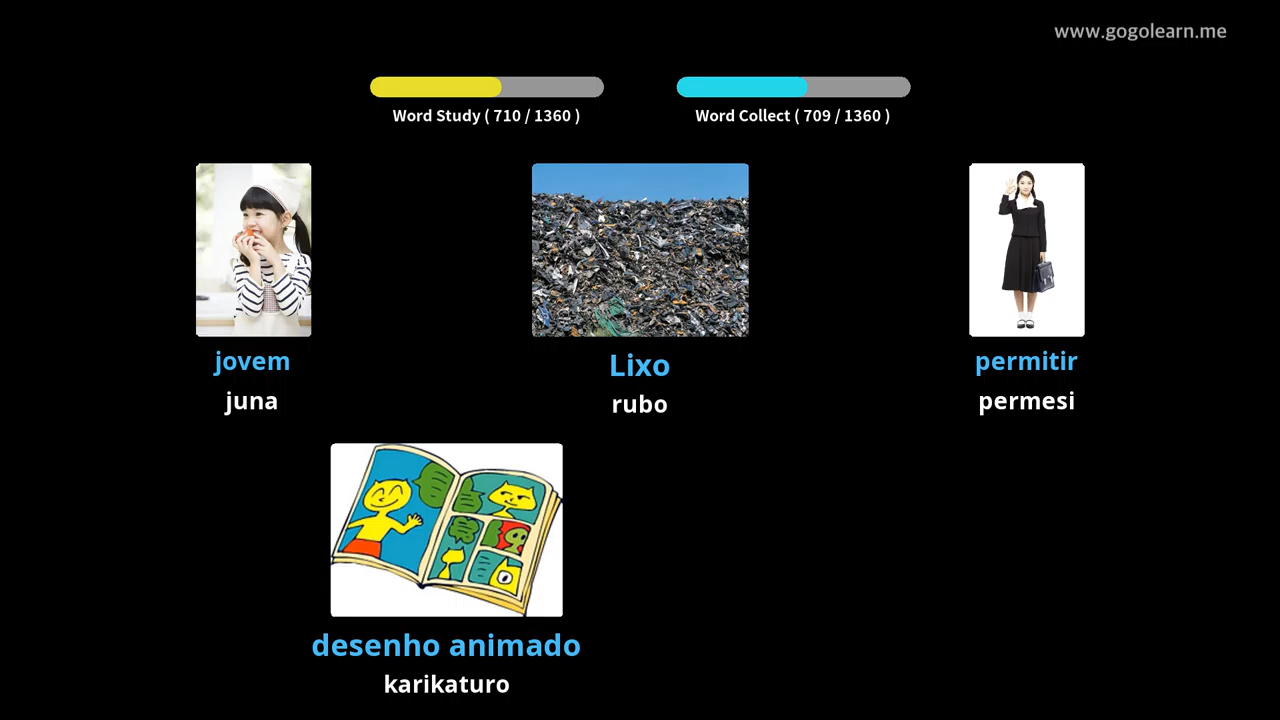 www.gogolearn.me
Word Study ( 710 / 1360 )
Word Collect ( 709 / 1360 )
jovem
juna
Lixo
rubo
permitir
permesi
desenho animado
karikaturo